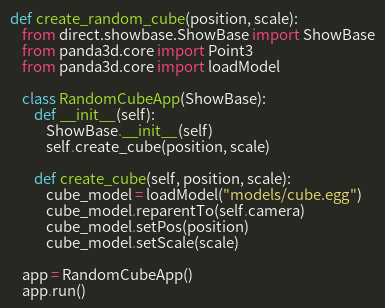 def create_random_cube(position, scale):
from direct.showbase.ShowBase import ShowBase
from panda3d.core import Point3
from panda3d.core import loadModel
class RandomCubeApp(ShowBase):
def __init__(self):
ShowBase.__init__(self)
self.create_cube(position, scale)
def create_cube(self, position, scale):
cube_model = loadModel("models/cube.egg")
cube_model.reparentTo(self.camera)
cube_model.setPos(position)
cube_model.setScale(scale)
app = RandomCubeApp()
app.run()